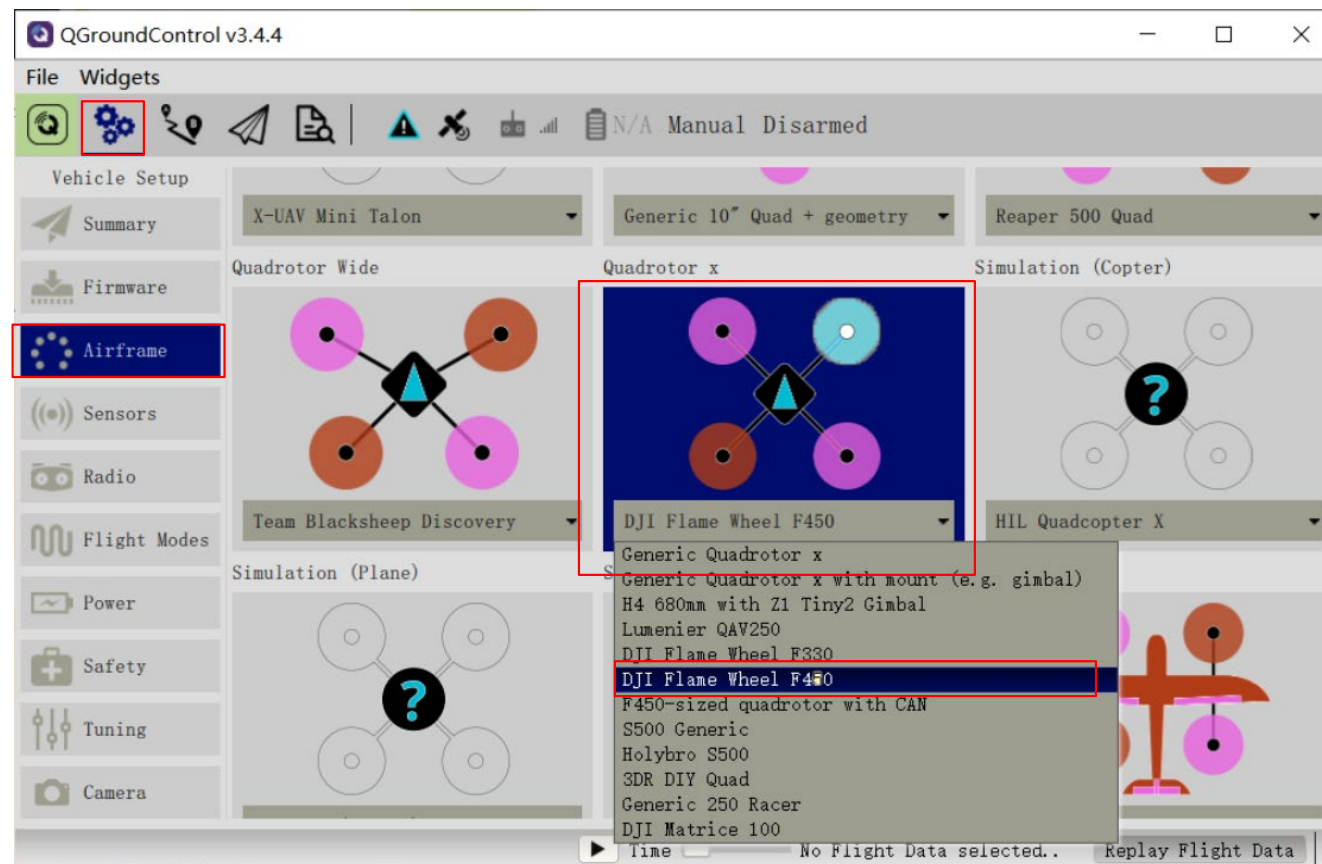 QGroundControl v3.4.4
File Widgets
N/A Manual Disarmed
Vehicle Setup
Summary
Firmware
Airframe
Sensors
Radio
Flight Modes
Power
Safety
Tuning
Camera
X-UAV Mini Talon
Generic 10″ Quad + geometry
Reaper 500 Quad
Quadrotor Wide
Quadrotor x
Simulation (Copter)
?
Team Blacksheep Discovery
DJI Flame Wheel F450
HIL Quadcopter X
Simulation (Plane)
?
Generic Quadrotor x
Generic Quadrotor x with mount (e.g. gimbal)
H4 680mm with Z1 Tiny2 Gimbal
Lumenier QAV250
DJI Flame Wheel F330
DJI Flame Wheel F450
F450-sized quadrotor with CAN
S500 Generic
Holybro S500
3DR DIY Quad
Generic 250 Racer
DJI Matrice 100
Time No Flight Data selected.. Replay Flight Data